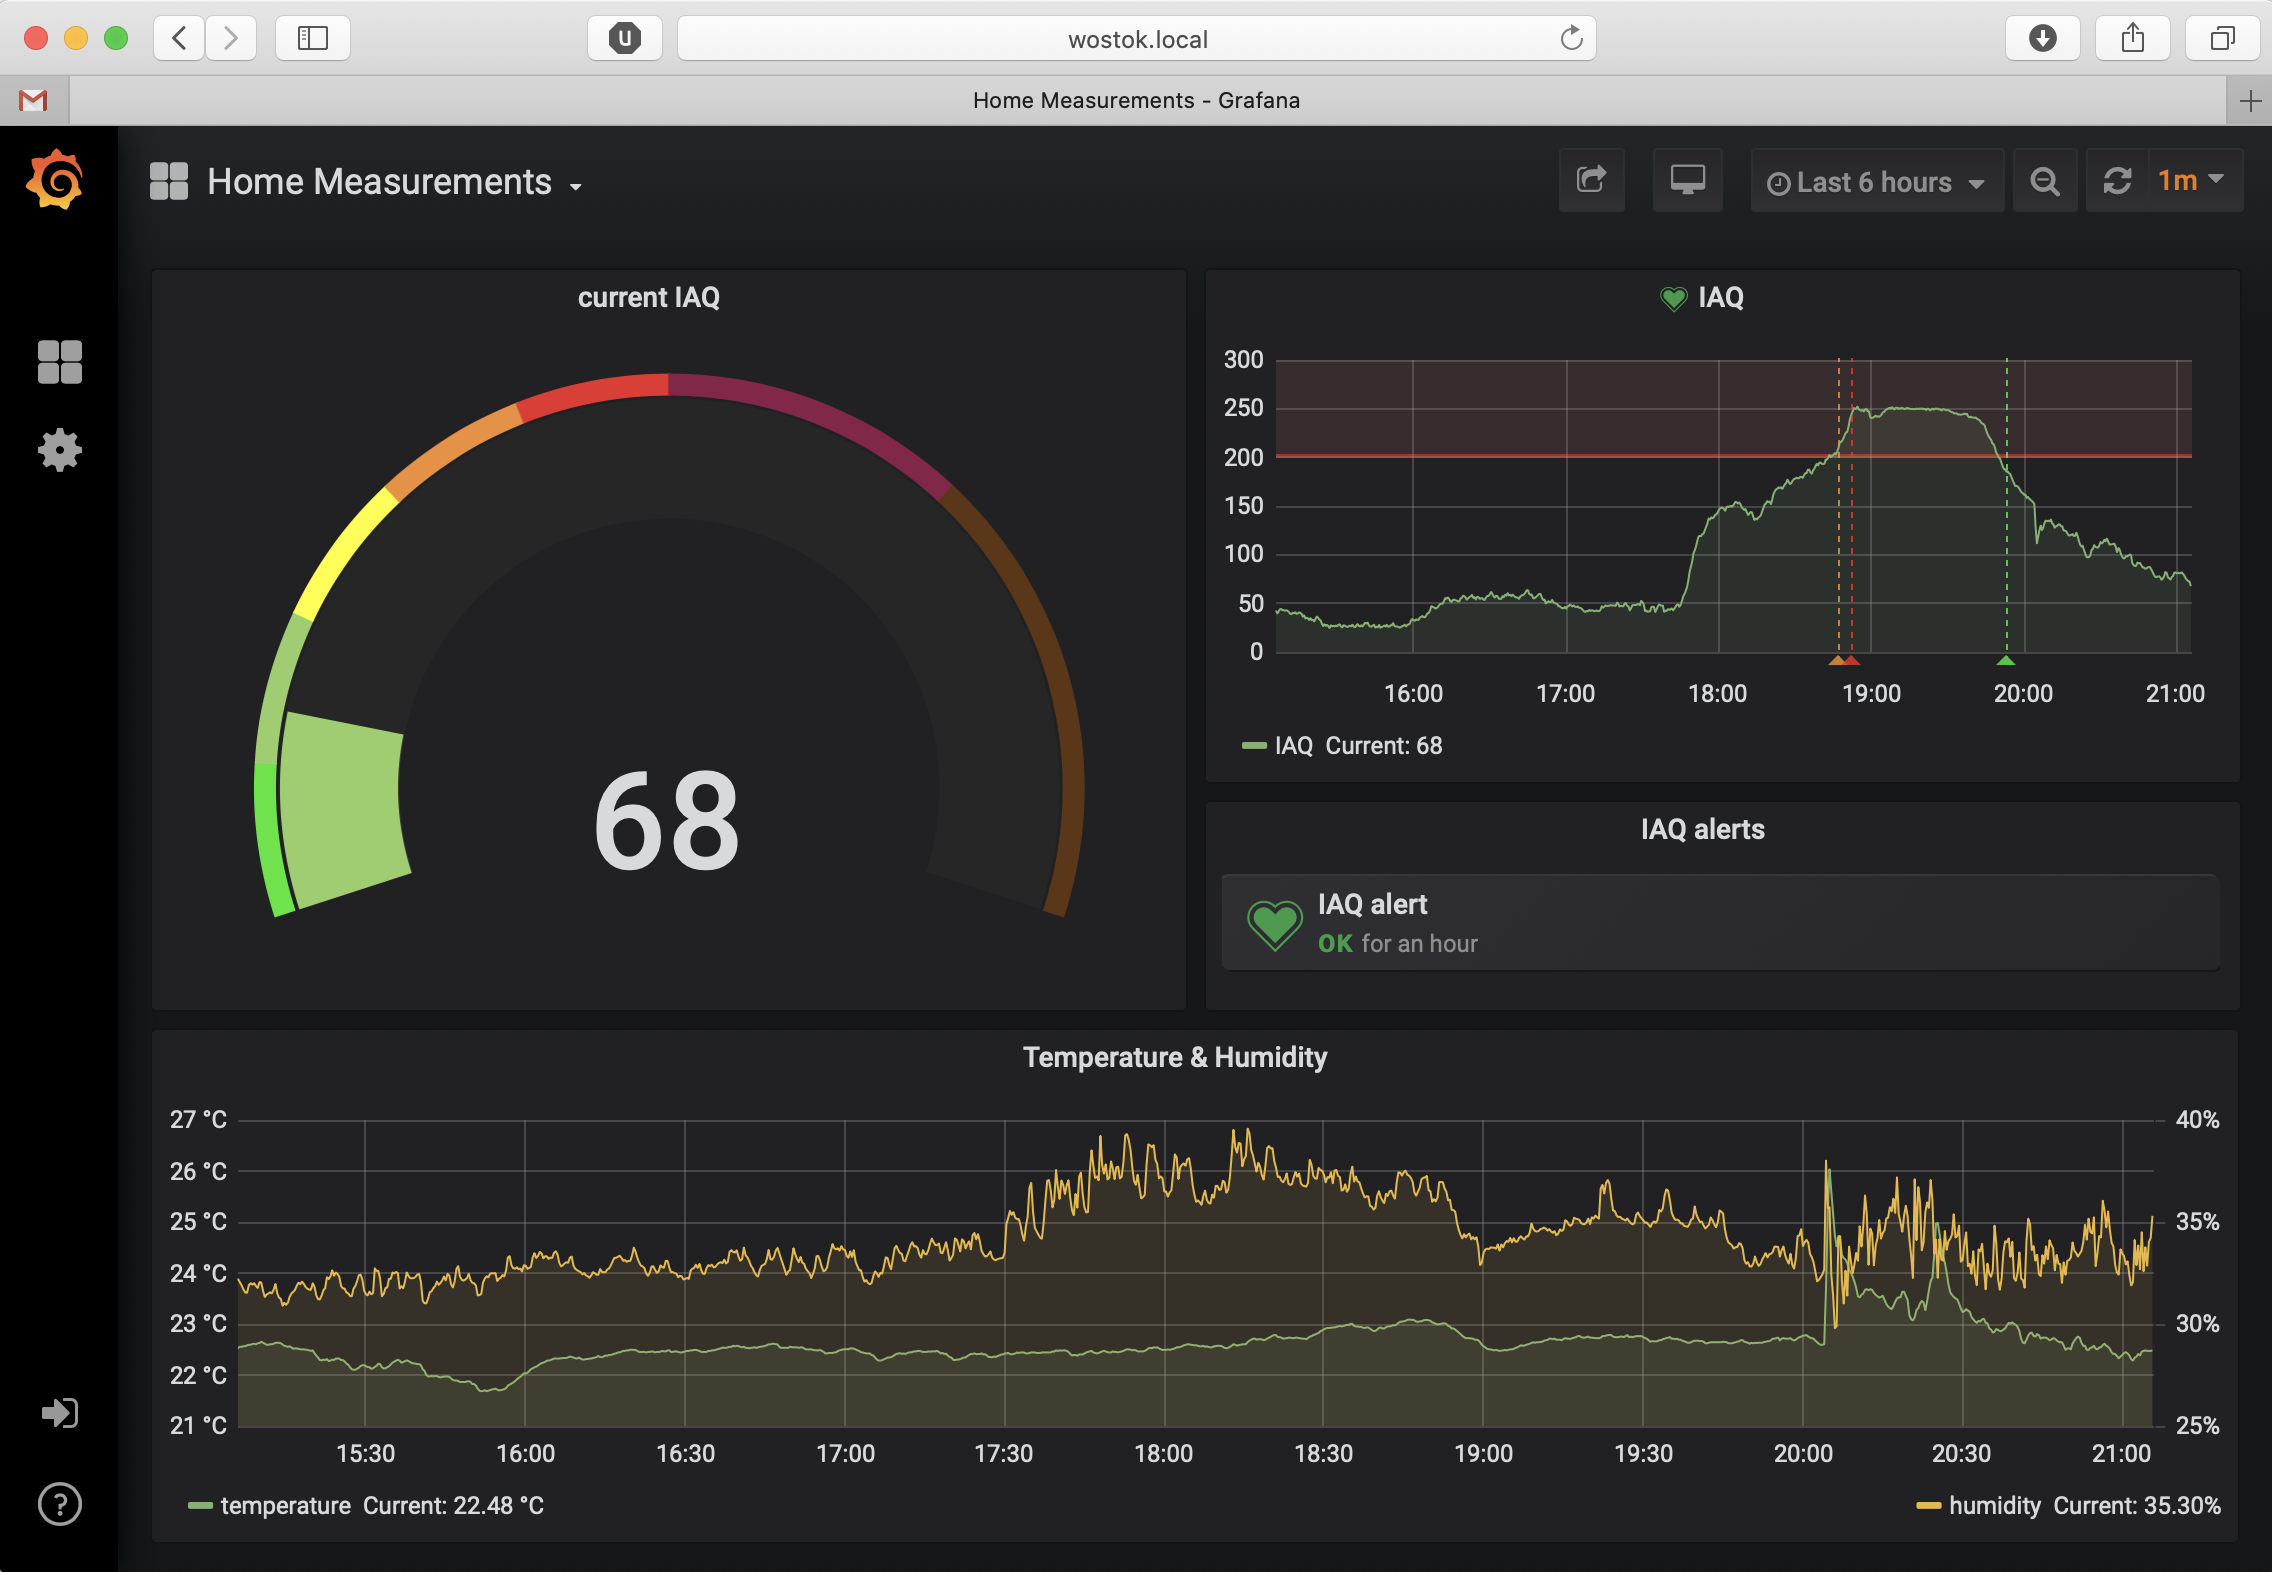 wostok.local
Home Measurements - Grafana
Home Measurements
Last 6 hours
1m
current IAQ
68
IAQ
300
250
200
150
100
50
0
16:00 17:00 18:00 19:00 20:00 21:00
IAQ Current: 68
IAQ alerts
IAQ alert
OK for an hour
Temperature & Humidity
27 °C 40%
26 °C
25 °C 35%
24 °C
23 °C 30%
22 °C
21 °C 25%
15:30 16:00 16:30 17:00 17:30 18:00 18:30 19:00 19:30 20:00 20:30 21:00
temperature Current: 22.48 °C
humidity Current: 35.30%